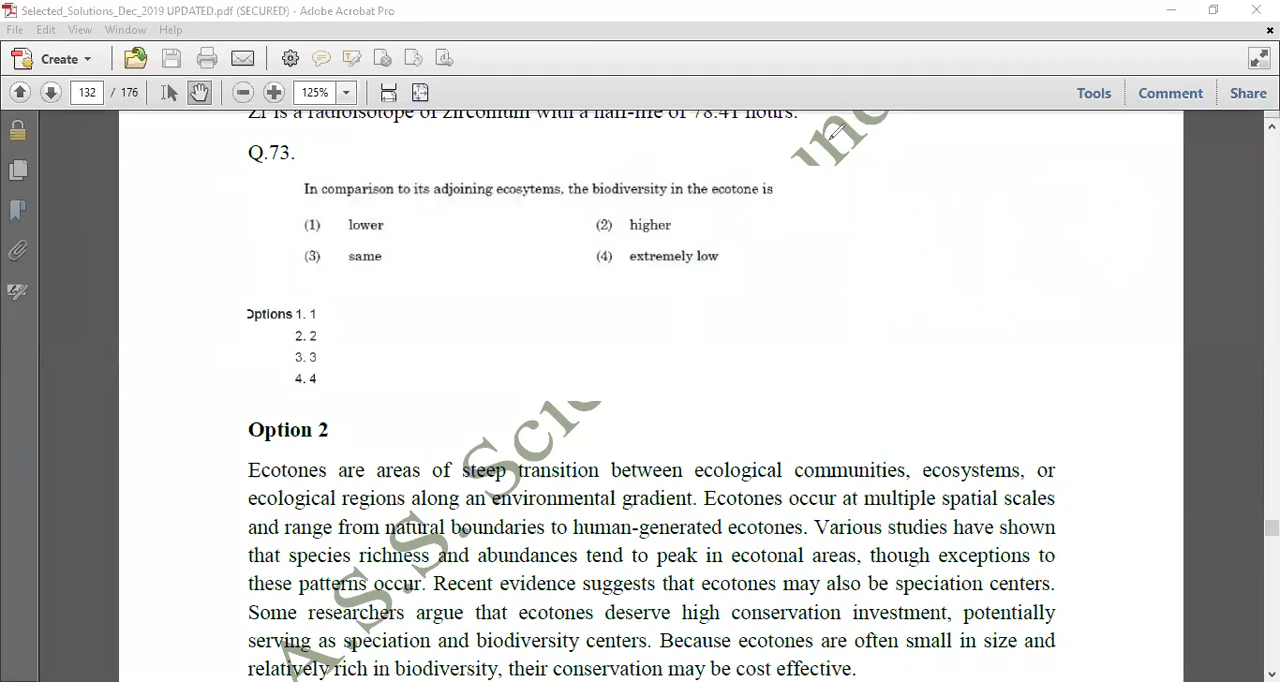 Selected_Solutions_Dec_2019 UPDATED.pdf (SECURED) - Adobe Acrobat Pro
File Edit View Window Help
Create
132 / 176 125% Tools Comment Share
Zr is a radioisotope of zirconium with a half-life of 78.41 hours.
Q.73.
In comparison to its adjoining ecosytems, the biodiversity in the ecotone is
(1) lower (2) higher
(3) same (4) extremely low
Options 1. 1
2. 2
3. 3
4. 4
Option 2
Ecotones are areas of steep transition between ecological communities, ecosystems, or
ecological regions along an environmental gradient. Ecotones occur at multiple spatial scales
and range from natural boundaries to human-generated ecotones. Various studies have shown
that species richness and abundances tend to peak in ecotonal areas, though exceptions to
these patterns occur. Recent evidence suggests that ecotones may also be speciation centers.
Some researchers argue that ecotones deserve high conservation investment, potentially
serving as speciation and biodiversity centers. Because ecotones are often small in size and
relatively rich in biodiversity, their conservation may be cost effective.